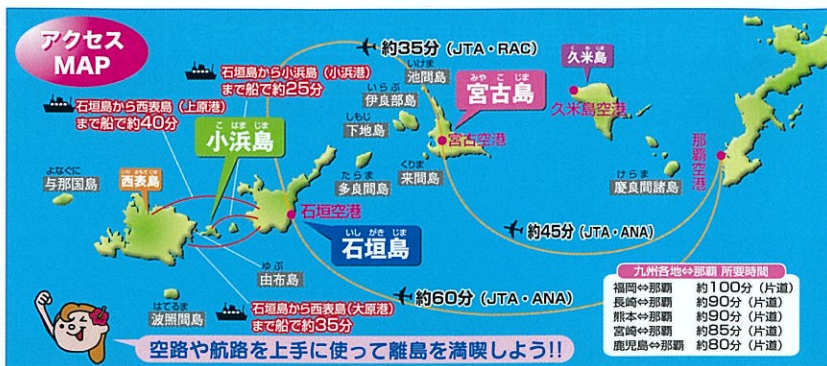 アクセス
MAP
約35分 (JTA・RAC)
石垣島から小浜島(小浜港)
まで船で約25分
石垣島から西表島(上原港)
まで船で約40分
こはまじま
小浜島
よなぐに
与那国島
西表島
いけま
池間島
いらぶ
伊良部島
しもじ
下地島
みやこじま
宮古島
宮古空港
くりま
来間島
たらま
多良間島
くめじま
久米島
久米島空港
那覇空港
けらま
慶良間諸島
石垣空港
いしがきじま
石垣島
約45分 (JTA・ANA)
約60分 (JTA・ANA)
ゆぶ
由布島
はてるま
波照間島
石垣島から西表島(大原港)
まで船で約35分
九州各地⇔那覇 所要時間
福岡⇔那覇 約100分(片道)
長崎⇔那覇 約90分(片道)
熊本⇔那覇 約90分(片道)
宮崎⇔那覇 約85分(片道)
鹿児島⇔那覇 約80分(片道)
空路や航路を上手に使って離島を満喫しよう!!